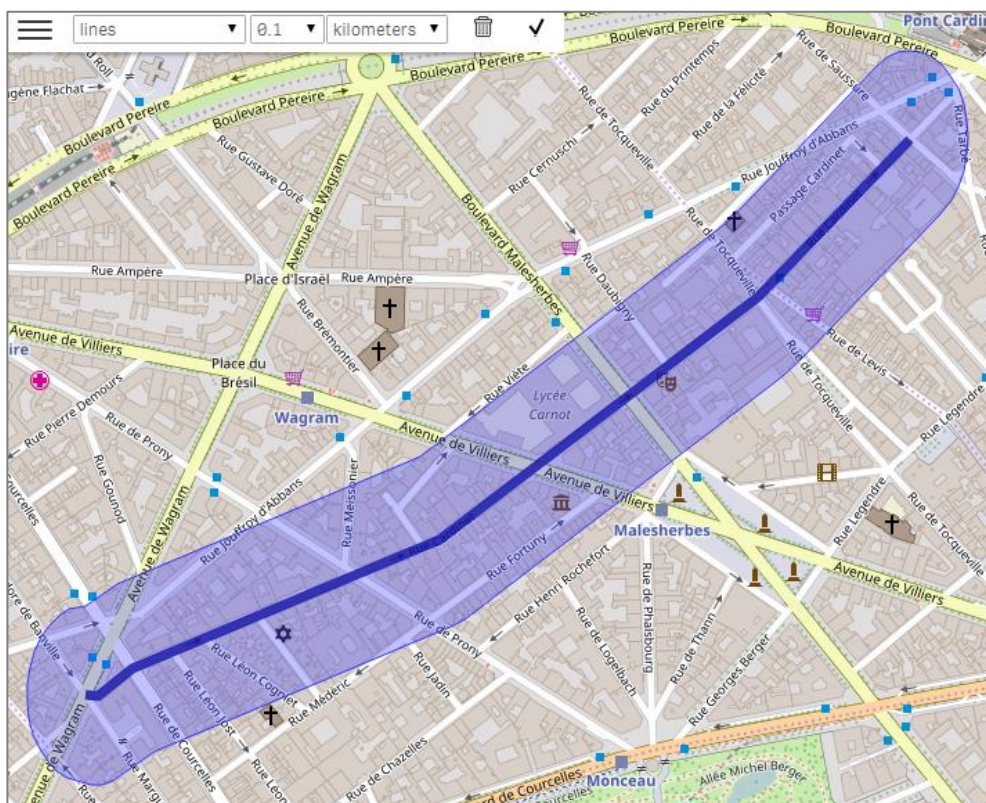 lines
0.1
kilometers
Pont Cardin
Boulevard Pereire
Boulevard Pereire
Rue de Saussure
Roll
Eugène Flachat
Boulevard Pereire
Boulevard Pereire
Boulevard Pereire
Rue du Printemps
Rue de la Félicité
Rue de Tocqueville
Rue Tarbé
Rue Gustave Doré
Avenue de Wagram
Rue Cernuschi
Rue Jouffroy d'Abbans
Passage Cardinet
Boulevard Malesherbes
Rue de Tocqueville
Rue Ampère
Place d'Israël
Rue Ampère
Rue Daubigny
Rue Brémontier
Avenue de Villiers
ire
Place du
Brésil
Rue de Levis
Rue de Tocqueville
Rue Viète
Lycée
Carnot
Rue Pierre Demours
Wagram
Rue Legendre
Avenue de Villiers
Rue de Prony
Rue Gounod
Courcelles
Rue Meissonier
Avenue de Villiers
Rue Jouffroy d'Abbans
Avenue de Wagram
Malesherbes
Rue Legendre
Rue de Tocqueville
Rue Fortuny
Rue Henri Rochefort
Avenue de Villiers
Rue de Phalsbourg
Rue de Thann
Rue de Logelbach
Rue Georges Berger
Rue de Prony
Rue Jadin
Rue Léon Cogniet
Rue Médéric
Rue Léon Jost
Rue de Courcelles
Avenue de Wagram
Rue de Chazelles
Monceau
Allée Michel Berger
rd de Courcelles